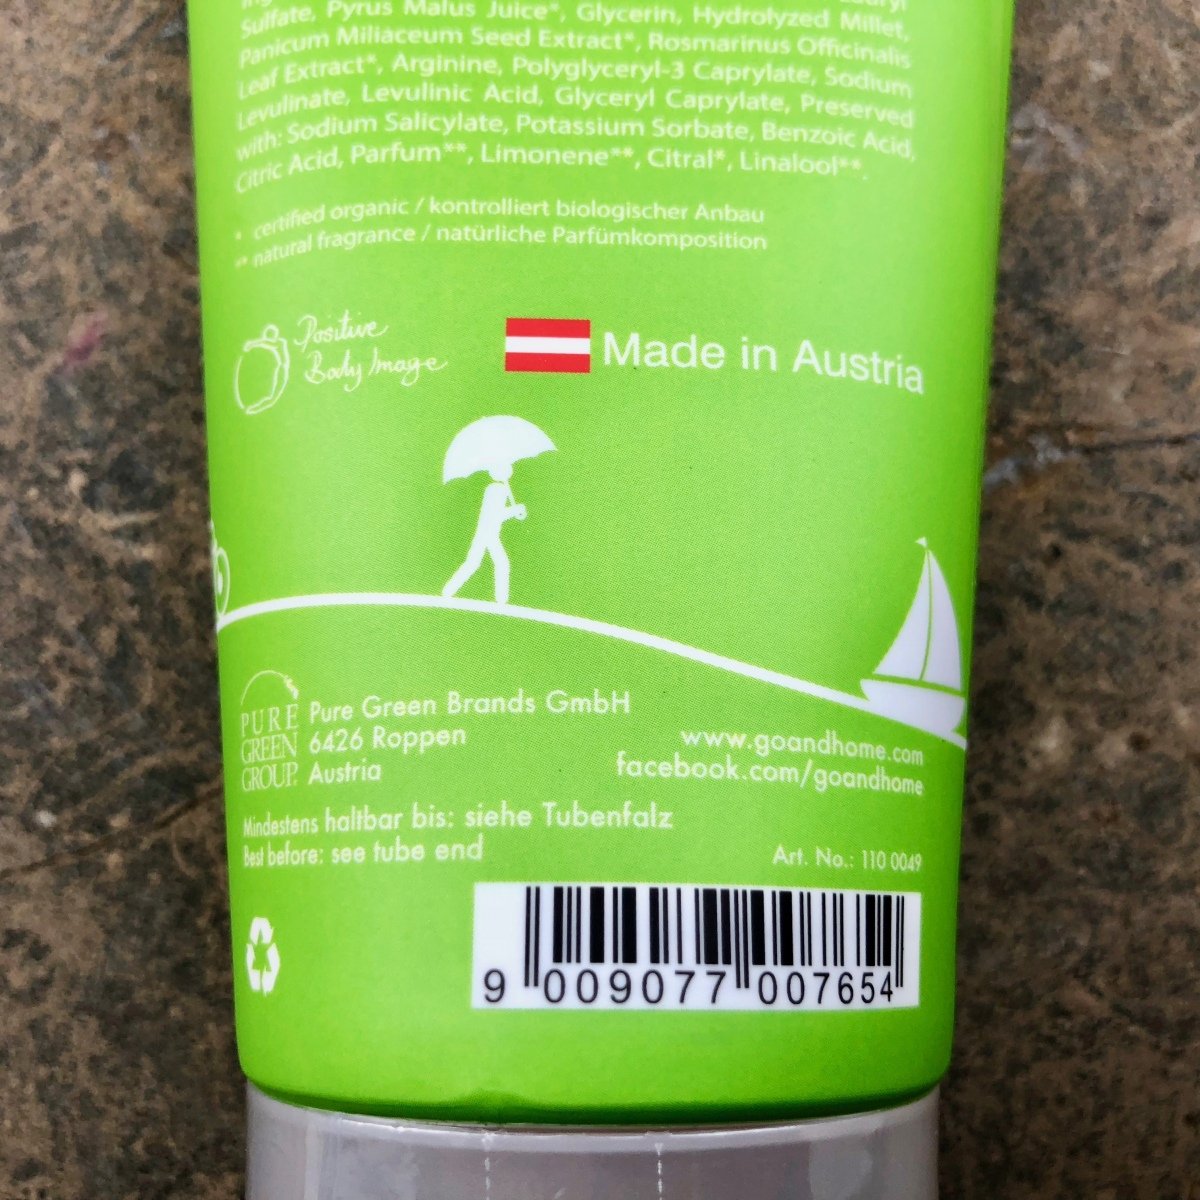 Sulfate, Pyrus Malus Juice*, Glycerin, Hydrolyzed Millet,
Panicum Miliaceum Seed Extract*, Rosmarinus Officinalis
Leaf Extract*, Arginine, Polyglyceryl-3 Caprylate, Sodium
Levulinate, Levulinic Acid, Glyceryl Caprylate, Preserved
with: Sodium Salicylate, Potassium Sorbate, Benzoic Acid,
Citric Acid, Parfum**, Limonene**, Citral*, Linalool**.
* certified organic / kontrolliert biologischer Anbau
** natural fragrance / natürliche Parfümkomposition
Positive
Body Image
Made in Austria
PURE
GREEN
GROUP.
Pure Green Brands GmbH
6426 Roppen
Austria
www.goandhome.com
facebook.com/goandhome
Mindestens haltbar bis: siehe Tubenfalz
Best before: see tube end
Art. No.: 110 0049
9 009077 007654